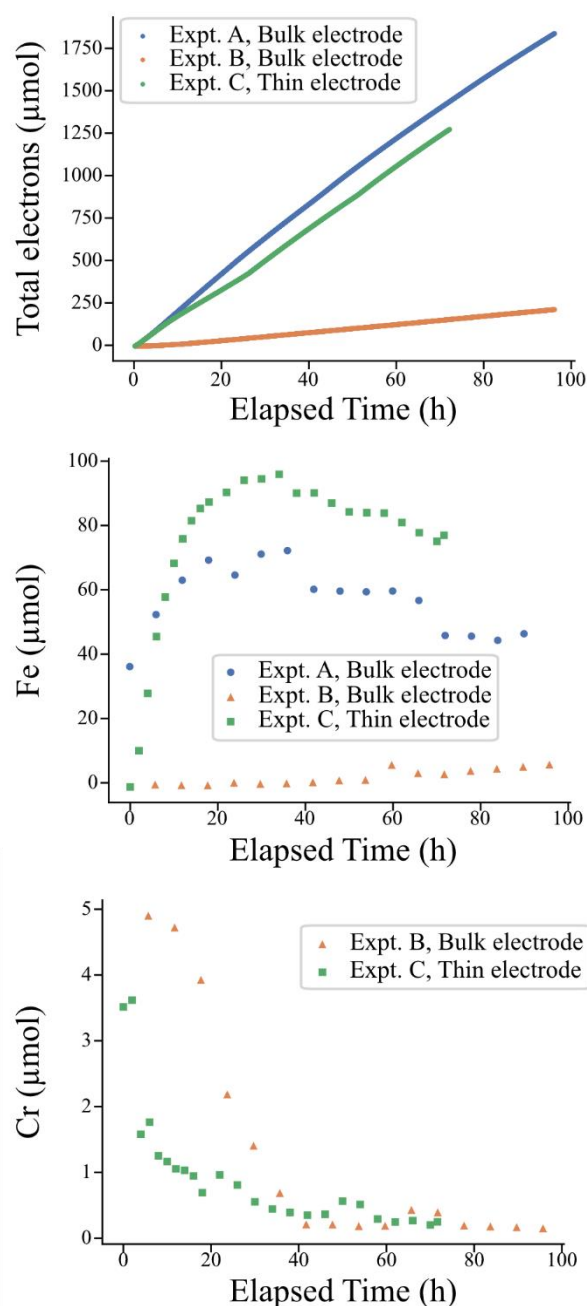 Total electrons (μmol)
1750
1500
1250
1000
750
500
250
0
Expt. A, Bulk electrode
Expt. B, Bulk electrode
Expt. C, Thin electrode
0
20
40
60
80
100
Elapsed Time (h)
Fe (μmol)
100
80
60
40
20
0
Expt. A, Bulk electrode
Expt. B, Bulk electrode
Expt. C, Thin electrode
0
20
40
60
80
100
Elapsed Time (h)
Cr (μmol)
5
4
3
2
1
0
Expt. B, Bulk electrode
Expt. C, Thin electrode
0
20
40
60
80
100
Elapsed Time (h)